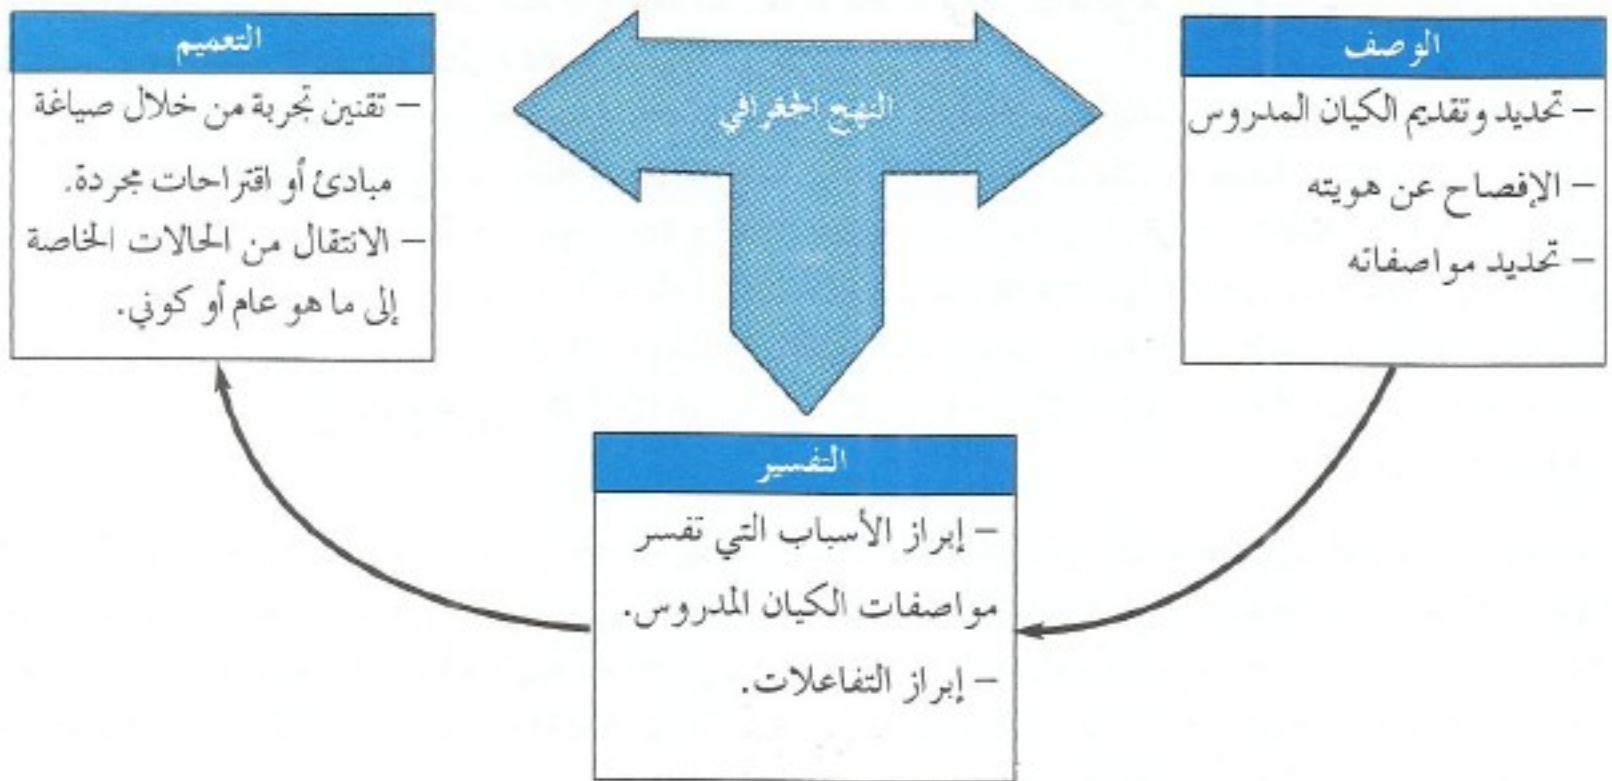 الوصف
– تحديد وتقديم الكيان المدروس
– الإفصاح عن هويته
– تحديد مواصفاته
النهج الجغرافي
التعميم
– تقنين تجربة من خلال صياغة
مبادئ أو اقتراحات مجردة.
– الانتقال من الحالات الخاصة
إلى ما هو عام أو كوني.
التفسير
– إبراز الأسباب التي تفسر
مواصفات الكيان المدروس.
– إبراز التفاعلات.